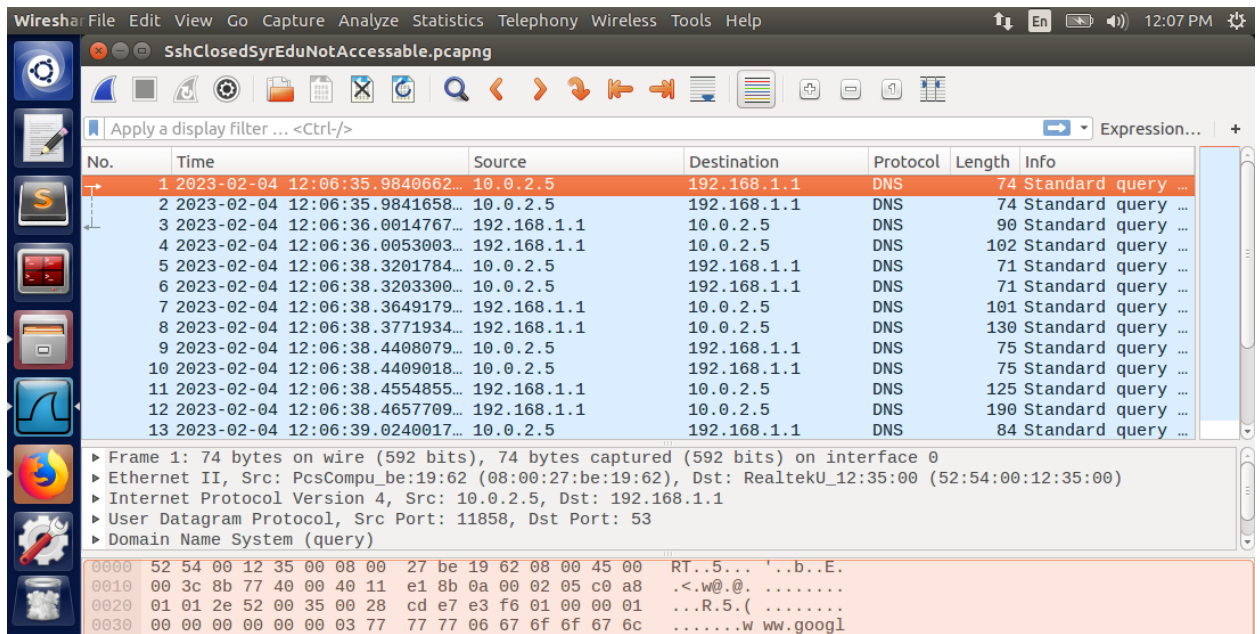 Wireshar File Edit View Go Capture Analyze Statistics Telephony Wireless Tools Help En 12:07 PM
SshClosedSyrEduNotAccessable.pcapng
Apply a display filter … <Ctrl-/> Expression… +
No. Time Source Destination Protocol Length Info
1 2023-02-04 12:06:35.9840662… 10.0.2.5 192.168.1.1 DNS 74 Standard query …
2 2023-02-04 12:06:35.9841658… 10.0.2.5 192.168.1.1 DNS 74 Standard query …
3 2023-02-04 12:06:36.0014767… 192.168.1.1 10.0.2.5 DNS 90 Standard query …
4 2023-02-04 12:06:36.0053003… 192.168.1.1 10.0.2.5 DNS 102 Standard query …
5 2023-02-04 12:06:38.3201784… 10.0.2.5 192.168.1.1 DNS 71 Standard query …
6 2023-02-04 12:06:38.3203300… 10.0.2.5 192.168.1.1 DNS 71 Standard query …
7 2023-02-04 12:06:38.3649179… 192.168.1.1 10.0.2.5 DNS 101 Standard query …
8 2023-02-04 12:06:38.3771934… 192.168.1.1 10.0.2.5 DNS 130 Standard query …
9 2023-02-04 12:06:38.4408079… 10.0.2.5 192.168.1.1 DNS 75 Standard query …
10 2023-02-04 12:06:38.4409018… 10.0.2.5 192.168.1.1 DNS 75 Standard query …
11 2023-02-04 12:06:38.4554855… 192.168.1.1 10.0.2.5 DNS 125 Standard query …
12 2023-02-04 12:06:38.4657709… 192.168.1.1 10.0.2.5 DNS 190 Standard query …
13 2023-02-04 12:06:39.0240017… 10.0.2.5 192.168.1.1 DNS 84 Standard query …
Frame 1: 74 bytes on wire (592 bits), 74 bytes captured (592 bits) on interface 0
Ethernet II, Src: PcsCompu_be:19:62 (08:00:27:be:19:62), Dst: RealtekU_12:35:00 (52:54:00:12:35:00)
Internet Protocol Version 4, Src: 10.0.2.5, Dst: 192.168.1.1
User Datagram Protocol, Src Port: 11858, Dst Port: 53
Domain Name System (query)
0000 52 54 00 12 35 00 08 00 27 be 19 62 08 00 45 00 RT..5... '..b..E.
0010 00 3c 8b 77 40 00 40 11 e1 8b 0a 00 02 05 c0 a8 .<.w@.@. ........
0020 01 01 2e 52 00 35 00 28 cd e7 e3 f6 01 00 00 01 ...R.5.( ........
0030 00 00 00 00 00 00 03 77 77 77 06 67 6f 6f 67 6c .......w ww.googl